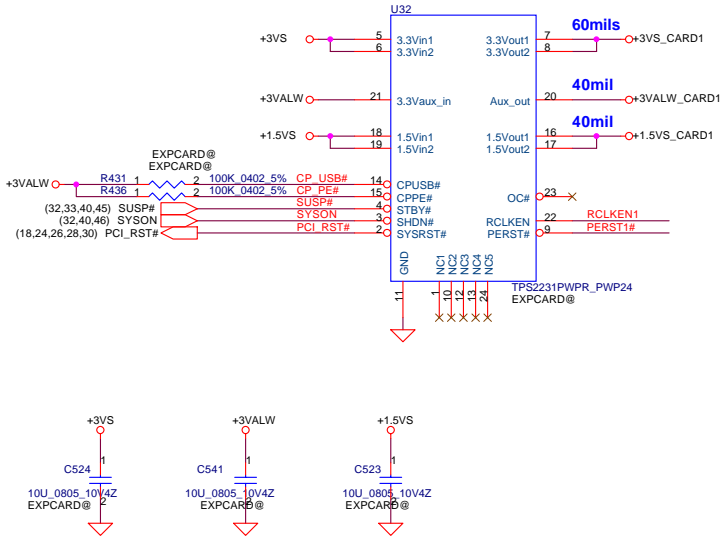 U32
60mils
+3VS 5 3.3Vin1 3.3Vout1 7 +3VS_CARD1
6 3.3Vin2 3.3Vout2 8
40mil
+3VALW 21 3.3Vaux_in Aux_out 20 +3VALW_CARD1
40mil
+1.5VS 18 1.5Vin1 1.5Vout1 16 +1.5VS_CARD1
19 1.5Vin2 1.5Vout2 17
EXPCARD@
EXPCARD@
+3VALW R431 1 2 100K_0402_5% CP_USB# 14 CPUSB#
R436 1 2 100K_0402_5% CP_PE# 15 CPPE# OC# 23
(32,33,40,45) SUSP# SUSP# 4 STBY#
(32,40,46) SYSON SYSON 3 SHDN# RCLKEN 22 RCLKEN1
(18,24,26,28,30) PCI_RST# PCI_RST# 2 SYSRST# PERST# 9 PERST1#
GND NC1 NC2 NC3 NC4 NC5
11 1 10 12 13 24
TPS2231PWPR_PWP24
EXPCARD@
+3VS +3VALW +1.5VS
1 1 1
C524 C541 C523
10U_0805_10V4Z 10U_0805_10V4Z 10U_0805_10V4Z
2 2 2
EXPCARD@ EXPCARD@ EXPCARD@